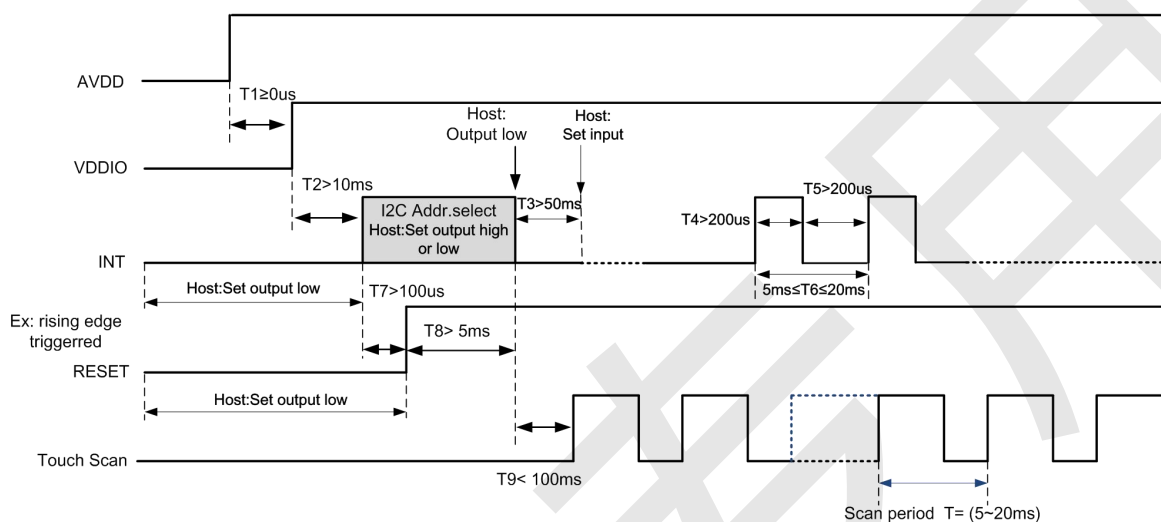 AVDD
T1≥0us
Host:
Output low
Host:
Set input
VDDIO
T2>10ms
I2C Addr.select
Host:Set output high
or low
T3>50ms
T4>200us
T5>200us
INT
Host:Set output low
T7>100us
5ms≤T6≤20ms
Ex: rising edge
triggerred
T8> 5ms
RESET
Host:Set output low
Touch Scan
T9< 100ms
Scan period T= (5~20ms)